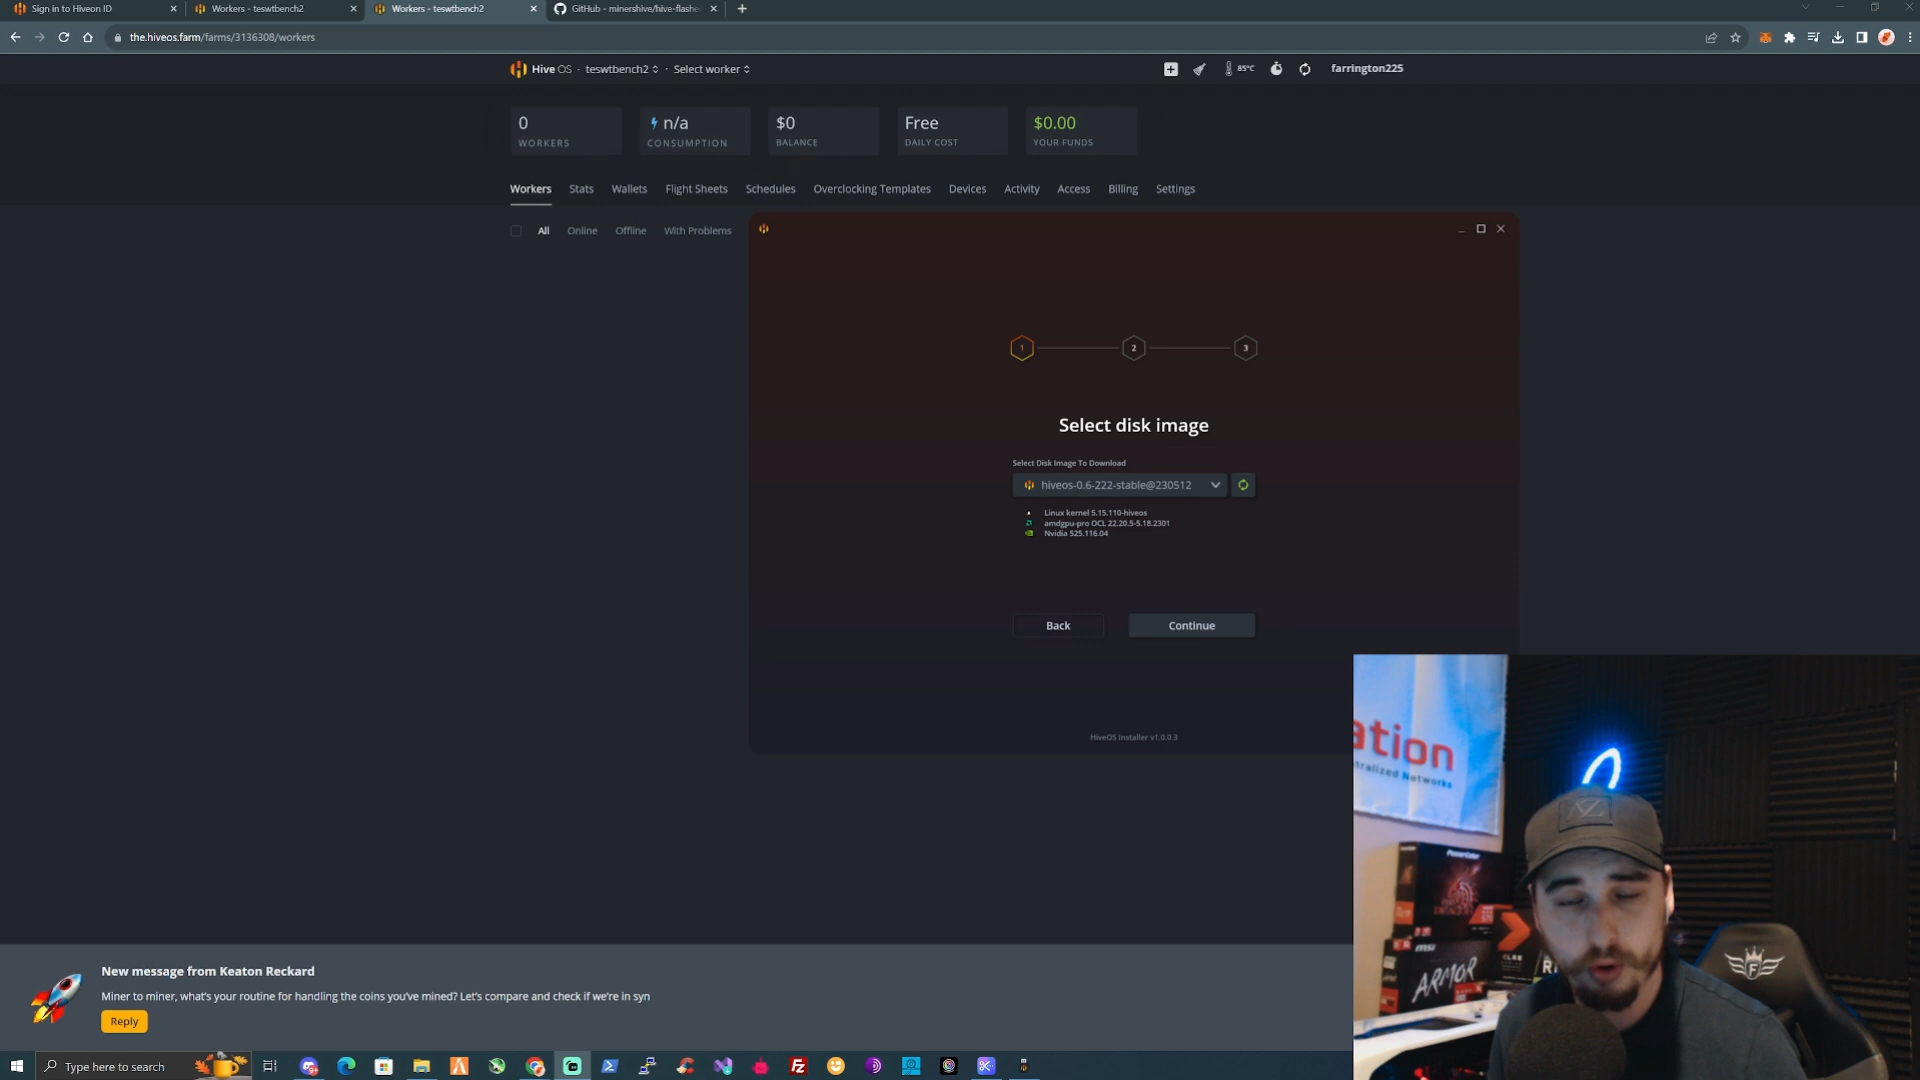 Sign in to Hiveon ID
Workers - teswtbench2
Workers - teswtbench2
GitHub - minershive/hive-flashe
the.hiveos.farm/farms/3136308/workers
Hive OS · teswtbench2 · Select worker
85°C
farrington225
0
WORKERS
n/a
CONSUMPTION
$0
BALANCE
Free
DAILY COST
$0.00
YOUR FUNDS
Workers Stats Wallets Flight Sheets Schedules Overclocking Templates Devices Activity Access Billing Settings
All Online Offline With Problems
1 2 3
Select disk image
Select Disk Image To Download
hiveos-0.6-222-stable@230512
Linux kernel 5.15.110-hiveos
amdgpu-pro OCL 22.20.5-5.18.2301
Nvidia 525.116.04
Back Continue
HiveOS Installer v1.0.0.3
ation
ntralized Networks
PowerColor
msi
ARMOR
AZ
F
New message from Keaton Reckard
Miner to miner, what's your routine for handling the coins you've mined? Let's compare and check if we're in syn
Reply
Type here to search
Fz